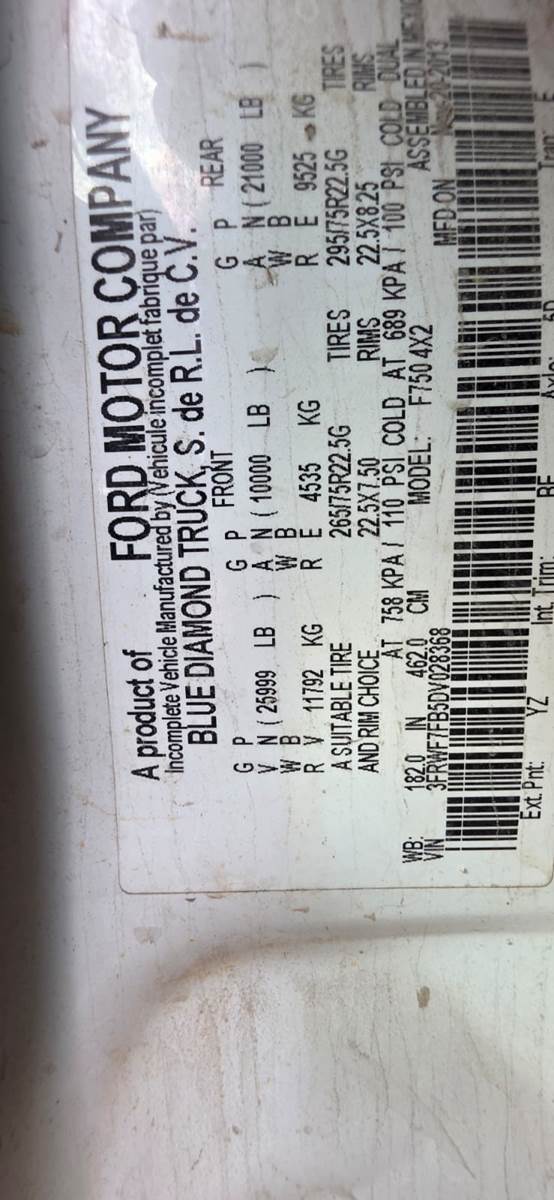 A product of FORD MOTOR COMPANY
Incomplete Vehicle Manufactured by (Vehicule incomplet fabrique par)
BLUE DIAMOND TRUCK, S. de R.L. de C.V.
FRONT REAR
G P G P G P
V N ( 25999 LB ) A N ( 10000 LB ) A N ( 21000 LB )
W B W B W B
R V 11792 KG R E 4535 KG R E 9525 KG
A SUITABLE TIRE 265/75R22.5G TIRES 295/75R22.5G TIRES
AND RIM CHOICE 22.5X7.50 RIMS 22.5X8.25 RIMS
AT 758 KPA / 110 PSI COLD AT 689 KPA / 100 PSI COLD DUAL
WB: 182.0 IN 462.0 CM MODEL: F750 4X2 ASSEMBLED IN
VIN 3FRWF7FB5DV028368 MFD ON
Ext. Pnt: YZ Int. Trim: